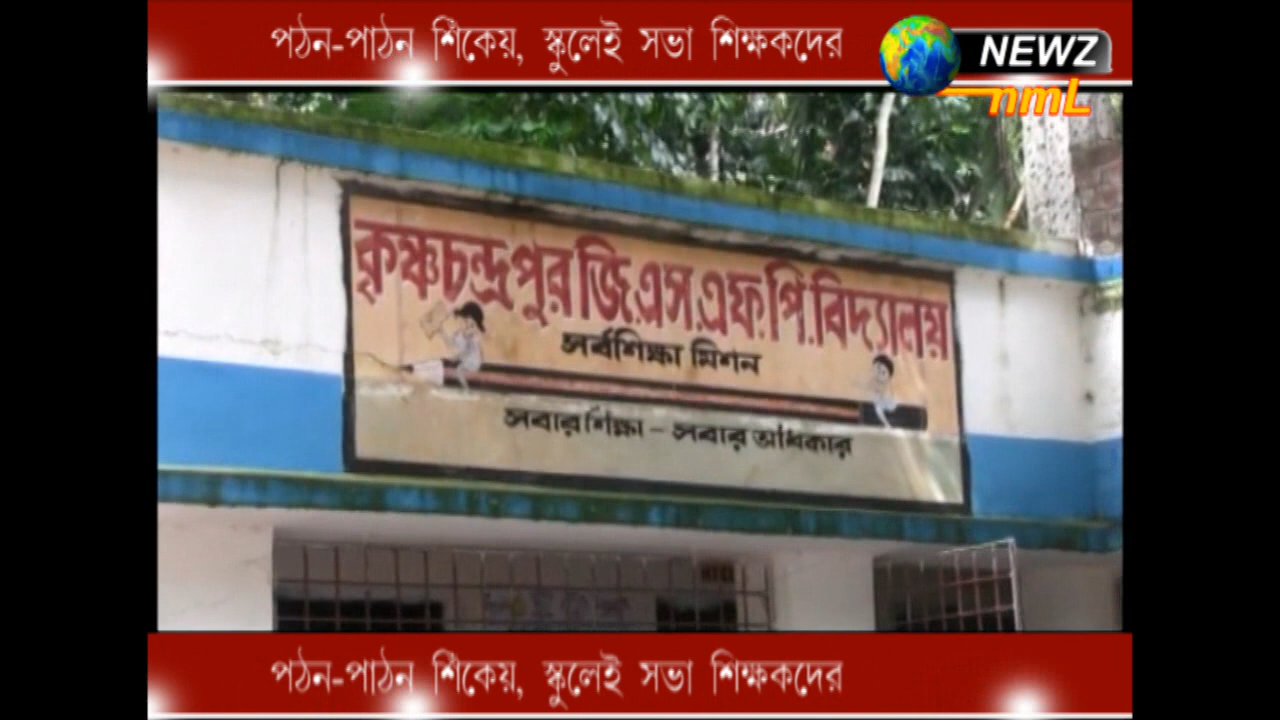 পঠন-পাঠন শিকেয়, স্কুলেই সভা শিক্ষকদের
NEWZ
nmL
কৃষ্ণচন্দ্রপুর জি.এস.এফ.পি.বিদ্যালয়
সর্বশিক্ষা মিশন
সবার শিক্ষা - সবার অধিকার
পঠন-পাঠন শিকেয়, স্কুলেই সভা শিক্ষকদের